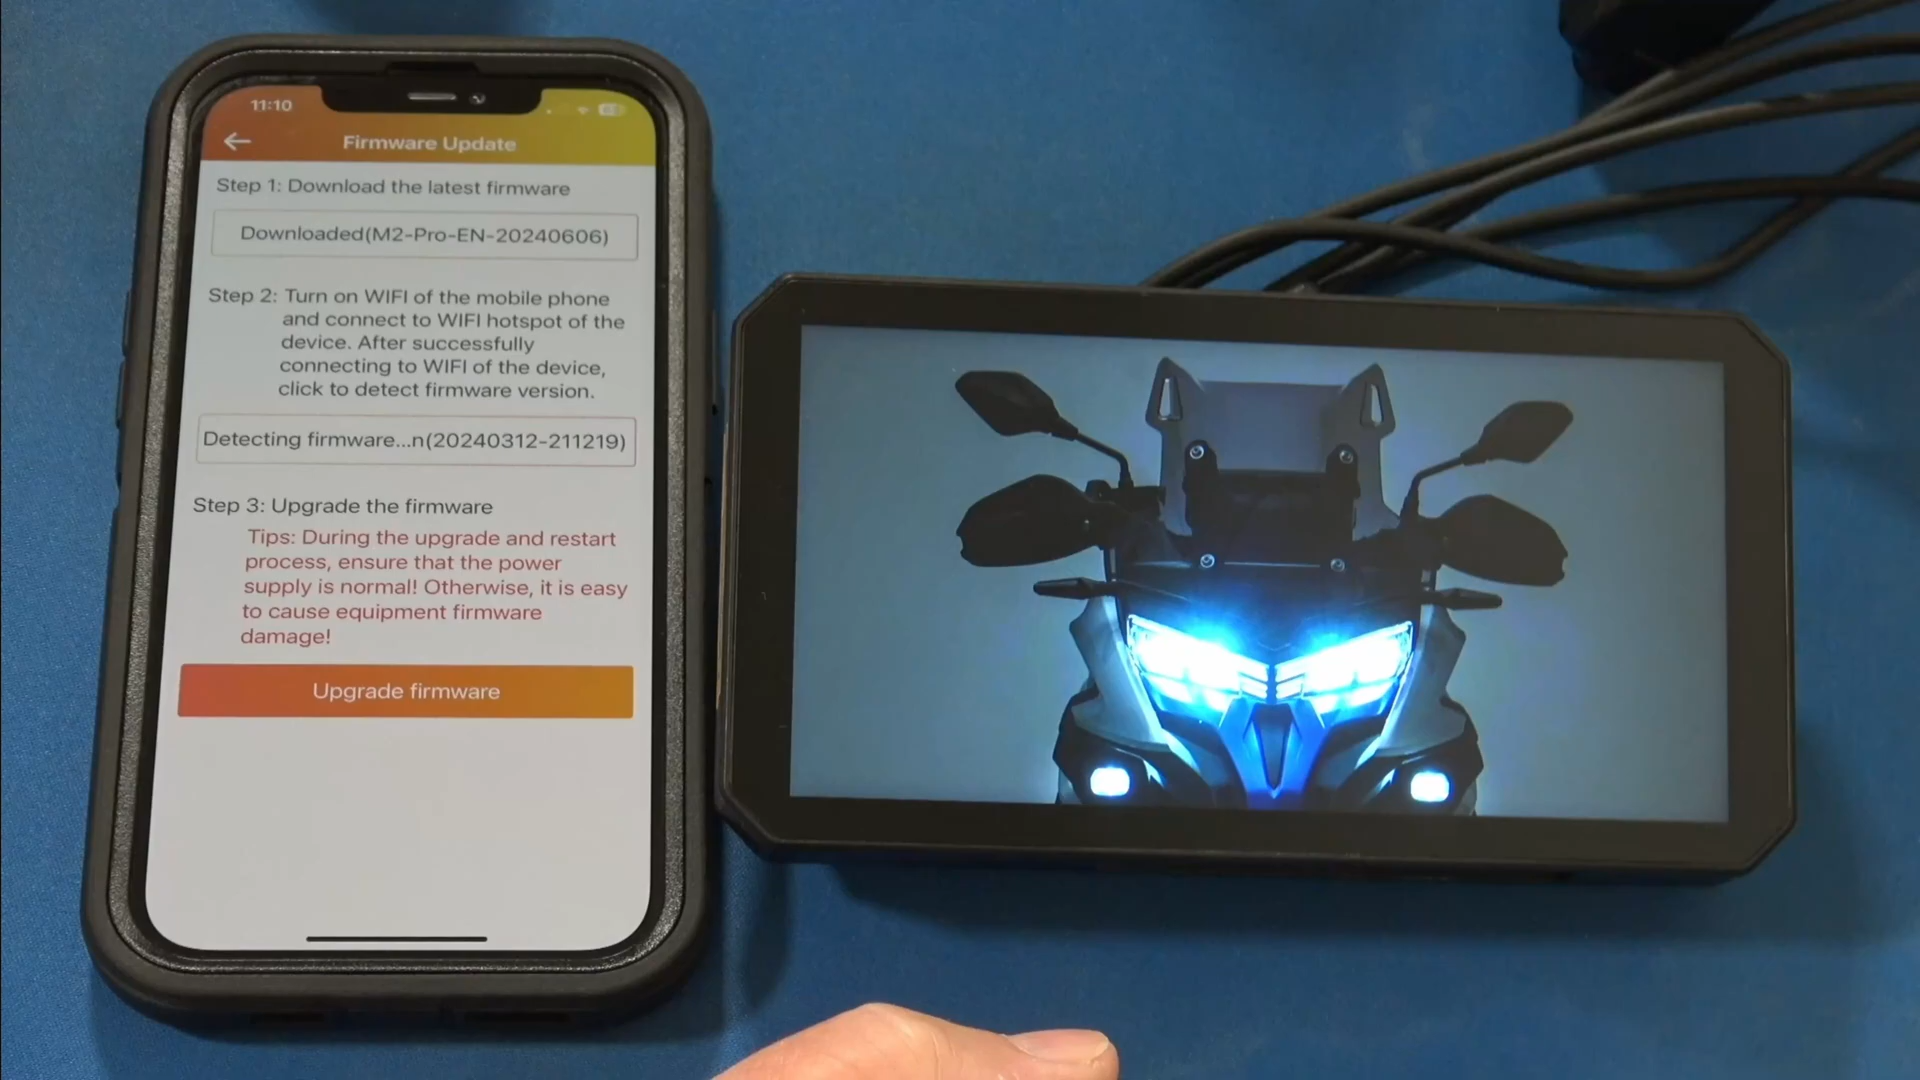 11:10
Firmware Update
Step 1: Download the latest firmware
Downloaded(M2-Pro-EN-20240606)
Step 2: Turn on WIFI of the mobile phone
and connect to WIFI hotspot of the
device. After successfully
connecting to WIFI of the device,
click to detect firmware version.
Detecting firmware...n(20240312-211219)
Step 3: Upgrade the firmware
Tips: During the upgrade and restart
process, ensure that the power
supply is normal! Otherwise, it is easy
to cause equipment firmware
damage!
Upgrade firmware